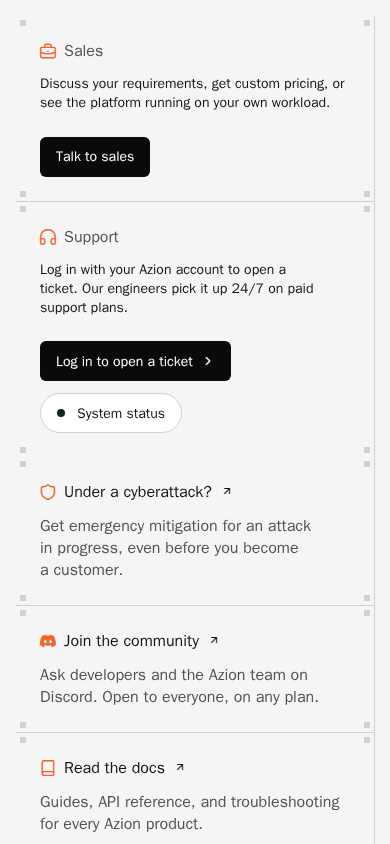 Sales
Discuss your requirements, get custom pricing, or
see the platform running on your own workload.
Talk to sales
Support
Log in with your Azion account to open a
ticket. Our engineers pick it up 24/7 on paid
support plans.
Log in to open a ticket
System status
Under a cyberattack?
Get emergency mitigation for an attack
in progress, even before you become
a customer.
Join the community
Ask developers and the Azion team on
Discord. Open to everyone, on any plan.
Read the docs
Guides, API reference, and troubleshooting
for every Azion product.